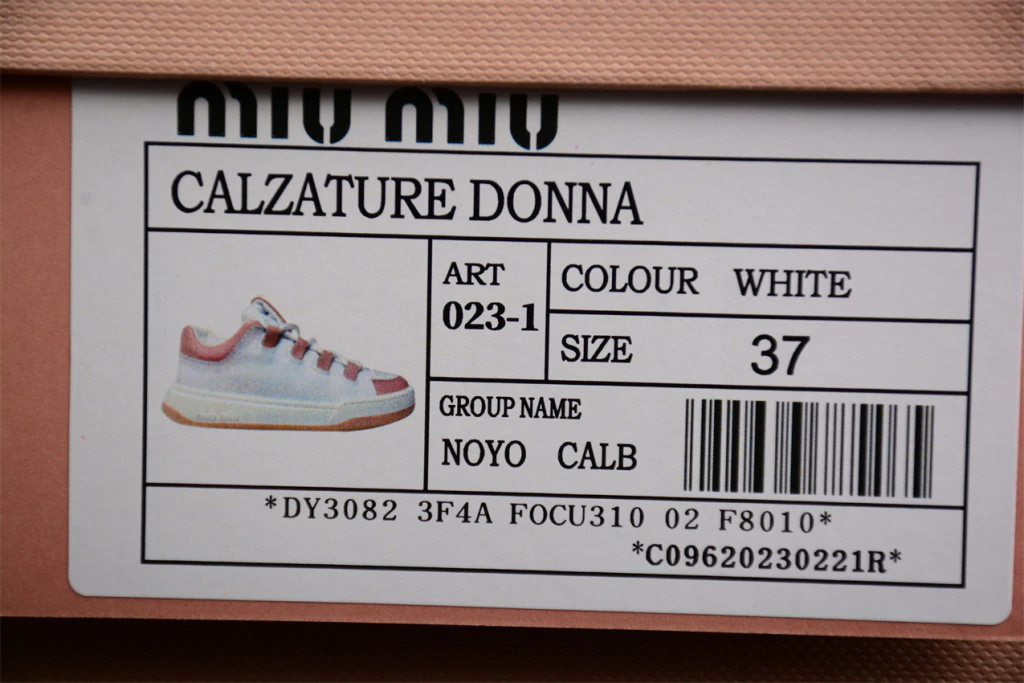 miu miu
CALZATURE DONNA
ART
023-1
COLOUR WHITE
SIZE 37
GROUP NAME
NOYO CALB
*DY3082 3F4A FOCU310 02 F8010*
*C09620230221R*